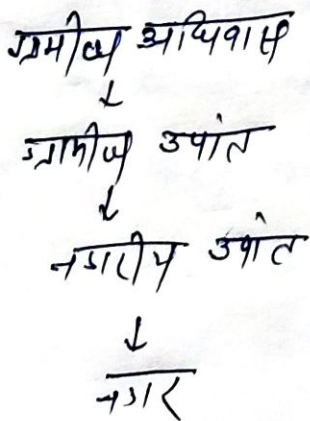 ग्रामीण अधिवास
↓
ग्रामीण उपांत
↓
नगरीय उपांत
↓
नगर